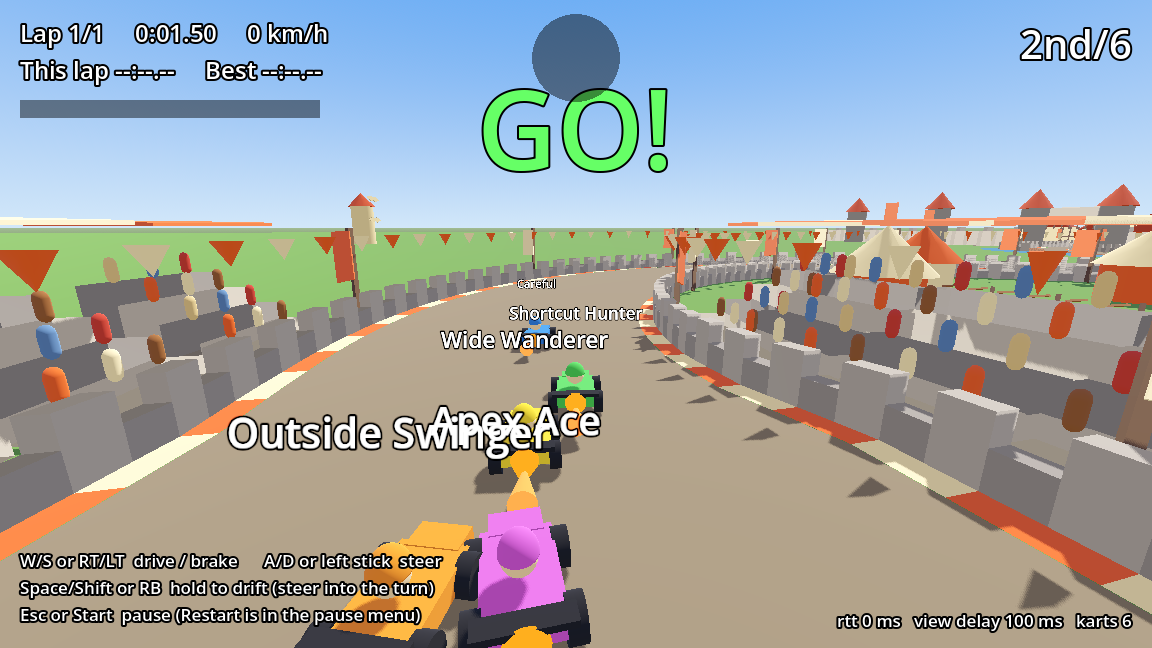 Lap 1/1 0:01.50 0 km/h
2nd/6
This lap --:--.-- Best --:--.--
GO!
Careful
Shortcut Hunter
Wide Wanderer
Apex Ace
Outside Swinger
W/S or RT/LT drive / brake A/D or left stick steer
Space/Shift or RB hold to drift (steer into the turn)
Esc or Start pause (Restart is in the pause menu)
rtt 0 ms view delay 100 ms karts 6